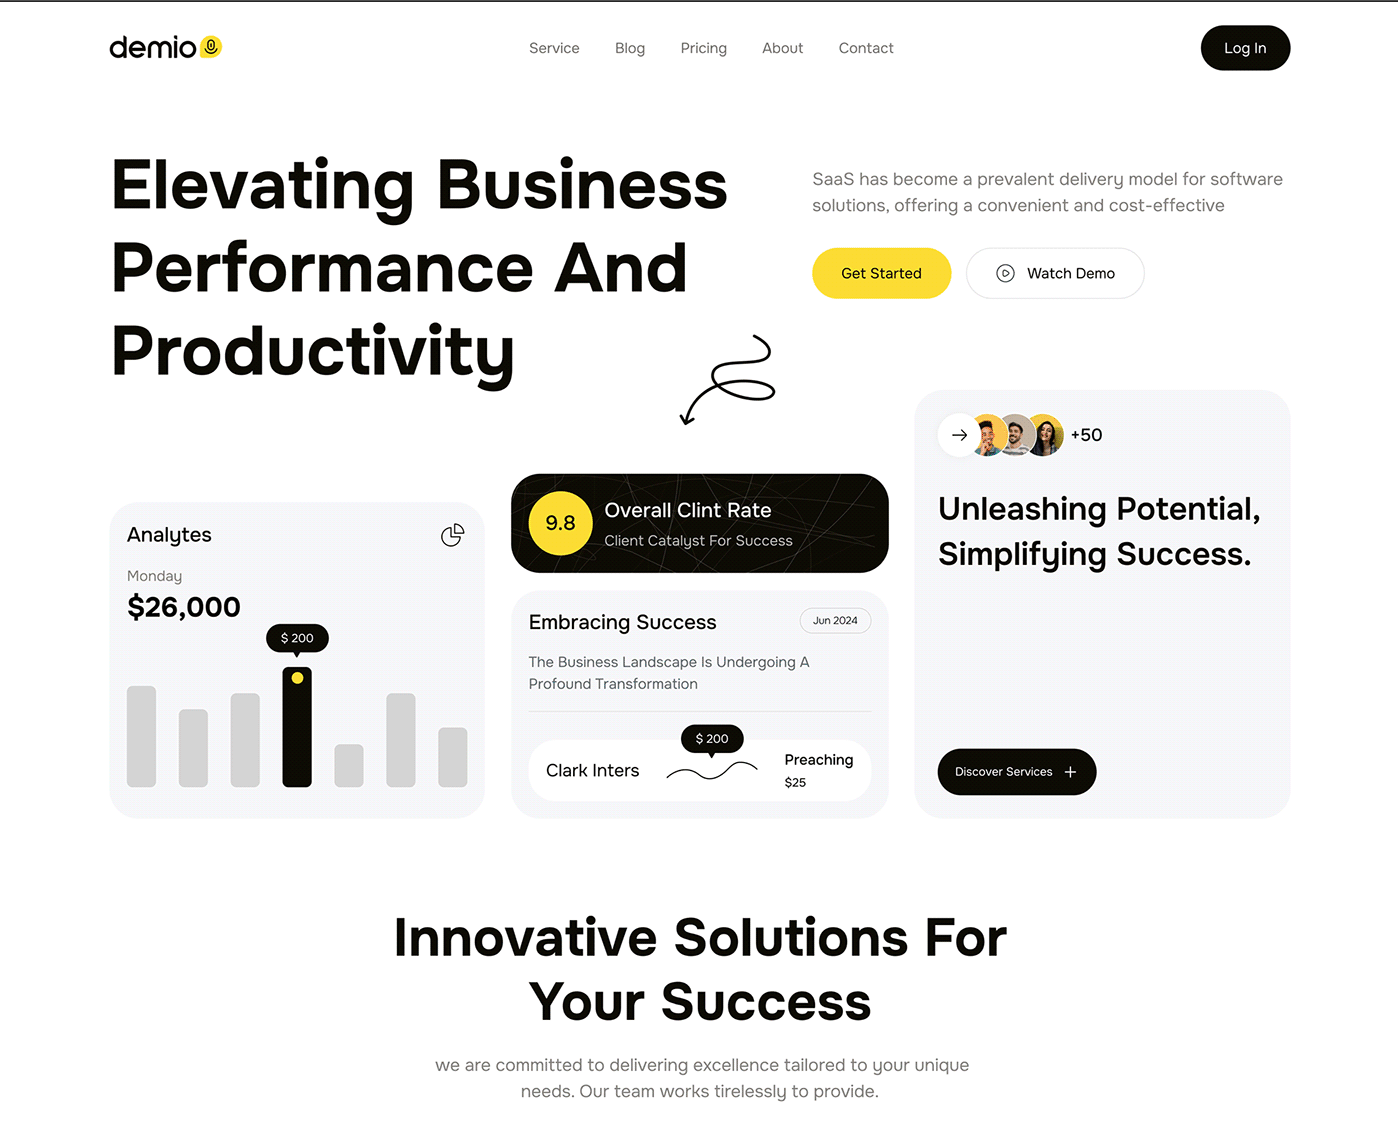 demio
Service
Blog
Pricing
About
Contact
Log In
Elevating Business
Performance And
Productivity
SaaS has become a prevalent delivery model for software
solutions, offering a convenient and cost-effective
Get Started
Watch Demo
Analytes
Monday
$26,000
$ 200
9.8
Overall Clint Rate
Client Catalyst For Success
Embracing Success
Jun 2024
The Business Landscape Is Undergoing A
Profound Transformation
$ 200
Clark Inters
Preaching
$25
+50
Unleashing Potential,
Simplifying Success.
Discover Services
Innovative Solutions For
Your Success
we are committed to delivering excellence tailored to your unique
needs. Our team works tirelessly to provide.